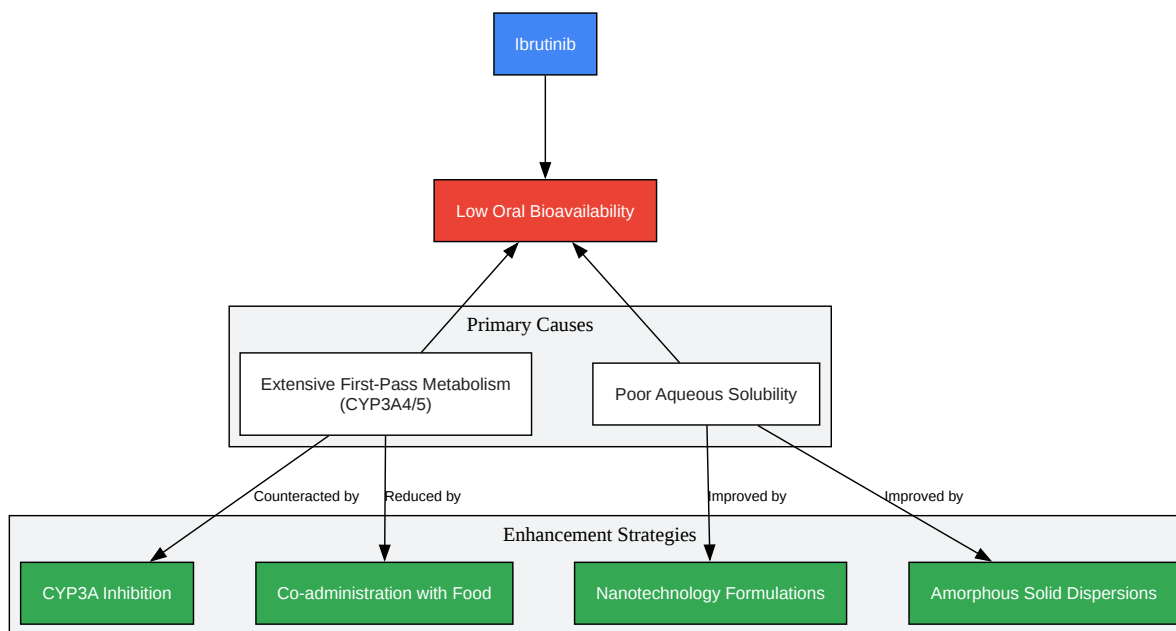 Ibrutinib
Low Oral Bioavailability
Primary Causes
Extensive First-Pass Metabolism
(CYP3A4/5)
Poor Aqueous Solubility
Counteracted by
Reduced by
Improved by
Improved by
Enhancement Strategies
CYP3A Inhibition
Co-administration with Food
Nanotechnology Formulations
Amorphous Solid Dispersions